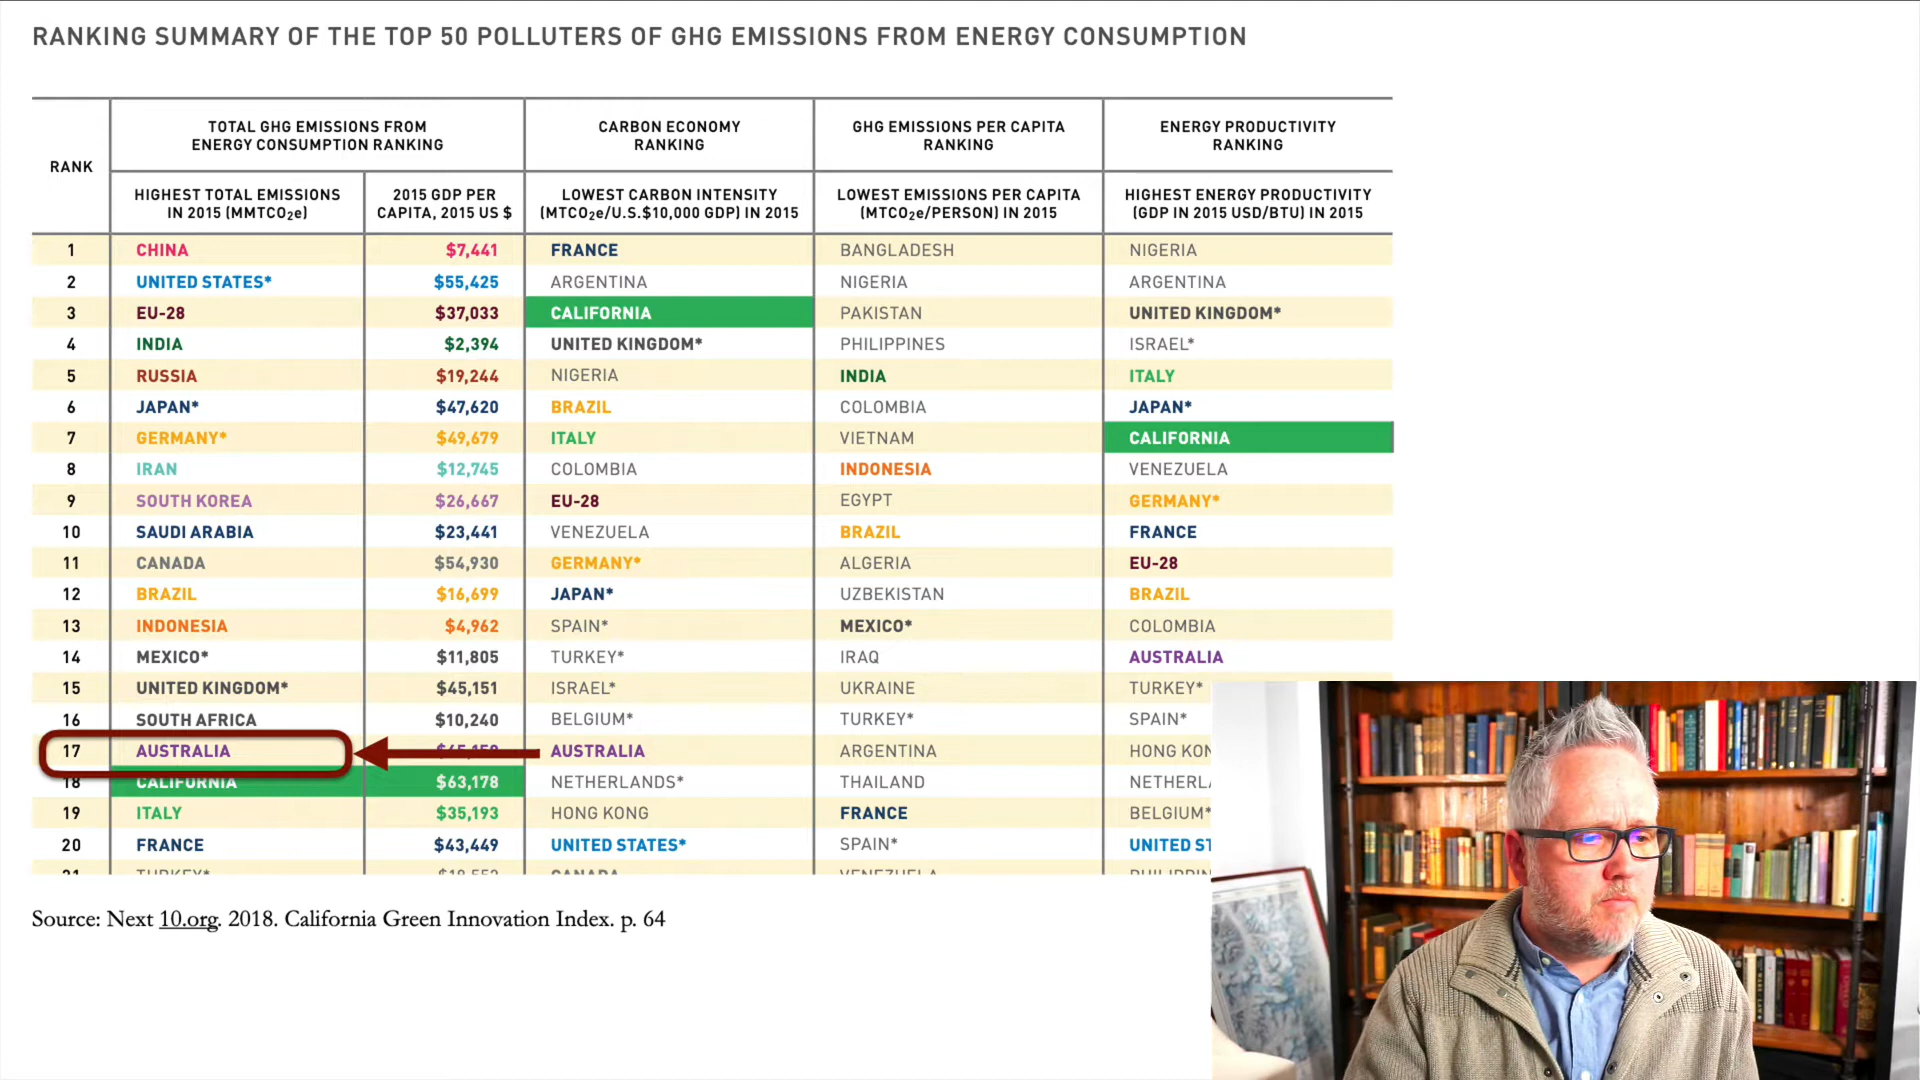 RANKING SUMMARY OF THE TOP 50 POLLUTERS OF GHG EMISSIONS FROM ENERGY CONSUMPTION
RANK
TOTAL GHG EMISSIONS FROM
ENERGY CONSUMPTION RANKING
CARBON ECONOMY
RANKING
GHG EMISSIONS PER CAPITA
RANKING
ENERGY PRODUCTIVITY
RANKING
HIGHEST TOTAL EMISSIONS
IN 2015 (MMTCO₂e)
2015 GDP PER
CAPITA, 2015 US $
LOWEST CARBON INTENSITY
(MTCO₂e/U.S.$10,000 GDP) IN 2015
LOWEST EMISSIONS PER CAPITA
(MTCO₂e/PERSON) IN 2015
HIGHEST ENERGY PRODUCTIVITY
(GDP IN 2015 USD/BTU) IN 2015
1 CHINA $7,441 FRANCE BANGLADESH NIGERIA
2 UNITED STATES* $55,425 ARGENTINA NIGERIA ARGENTINA
3 EU-28 $37,033 CALIFORNIA PAKISTAN UNITED KINGDOM*
4 INDIA $2,394 UNITED KINGDOM* PHILIPPINES ISRAEL*
5 RUSSIA $19,244 NIGERIA INDIA ITALY
6 JAPAN* $47,620 BRAZIL COLOMBIA JAPAN*
7 GERMANY* $49,679 ITALY VIETNAM CALIFORNIA
8 IRAN $12,745 COLOMBIA INDONESIA VENEZUELA
9 SOUTH KOREA $26,667 EU-28 EGYPT GERMANY*
10 SAUDI ARABIA $23,441 VENEZUELA BRAZIL FRANCE
11 CANADA $54,930 GERMANY* ALGERIA EU-28
12 BRAZIL $16,699 JAPAN* UZBEKISTAN BRAZIL
13 INDONESIA $4,962 SPAIN* MEXICO* COLOMBIA
14 MEXICO* $11,805 TURKEY* IRAQ AUSTRALIA
15 UNITED KINGDOM* $45,151 ISRAEL* UKRAINE TURKEY*
16 SOUTH AFRICA $10,240 BELGIUM* TURKEY* SPAIN*
17 AUSTRALIA AUSTRALIA ARGENTINA HONG KON
18 CALIFORNIA $63,178 NETHERLANDS* THAILAND NETHERL
19 ITALY $35,193 HONG KONG FRANCE BELGIUM*
20 FRANCE $43,449 UNITED STATES* SPAIN* UNITED ST
21 TURKEY* CANADA VENEZUELA
Source: Next 10.org. 2018. California Green Innovation Index. p. 64